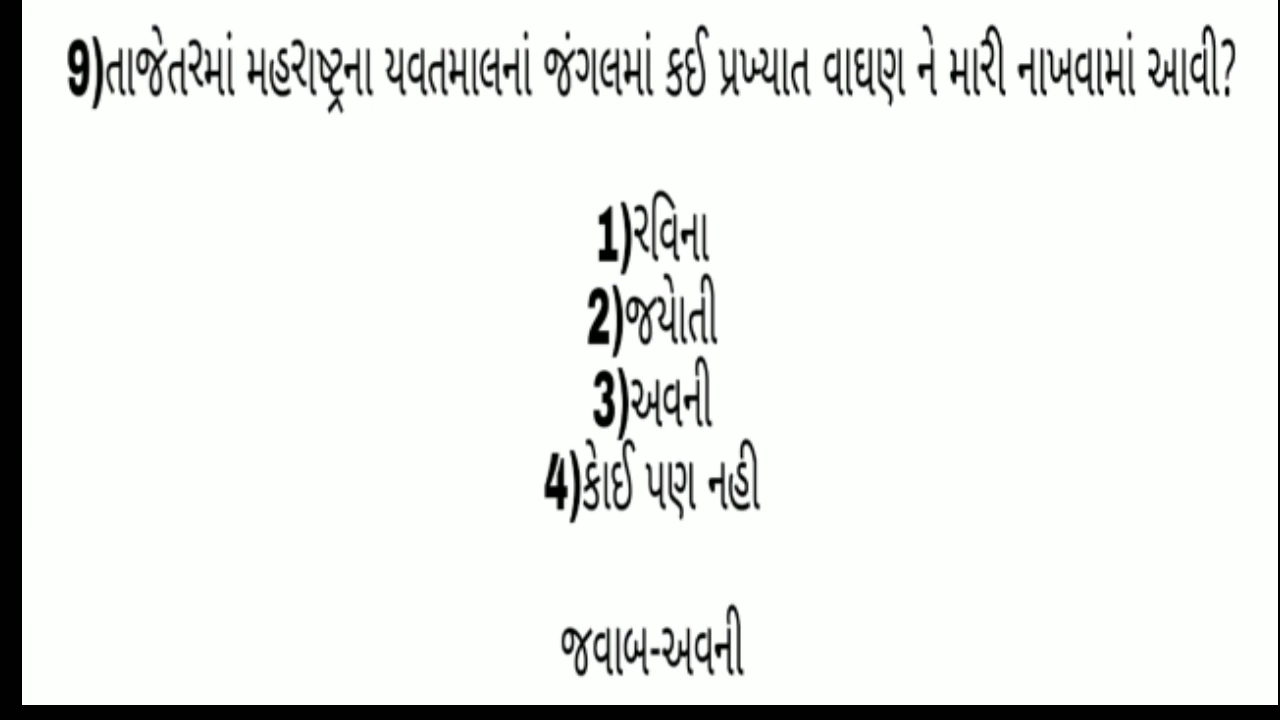 9)તાજેતરમાં મહરાષ્ટ્રના યવતમાલનાં જંગલમાં કઈ પ્રખ્યાત વાઘણ ને મારી નાખવામાં આવી?
1)રવિના
2)જયોતી
3)અવની
4)કોઈ પણ નહી
જવાબ-અવની